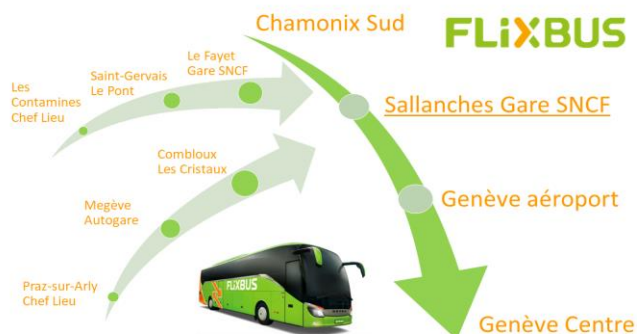 Chamonix Sud
FLiXBUS
Le Fayet
Gare SNCF
Saint-Gervais
Le Pont
Les
Contamines
Chef Lieu
Sallanches Gare SNCF
Combloux
Les Cristaux
Megève
Autogare
Genève aéroport
Praz-sur-Arly
Chef Lieu
FLiXBUS
Genève Centre